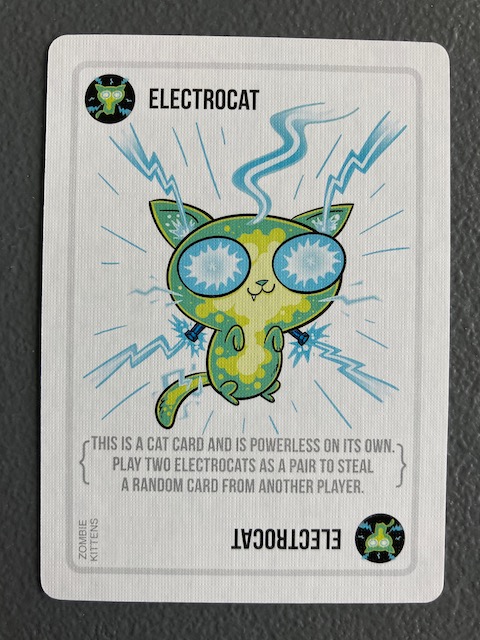 ELECTROCAT
THIS IS A CAT CARD AND IS POWERLESS ON ITS OWN.
PLAY TWO ELECTROCATS AS A PAIR TO STEAL
A RANDOM CARD FROM ANOTHER PLAYER.
ZOMBIE
KITTENS
ELECTROCAT